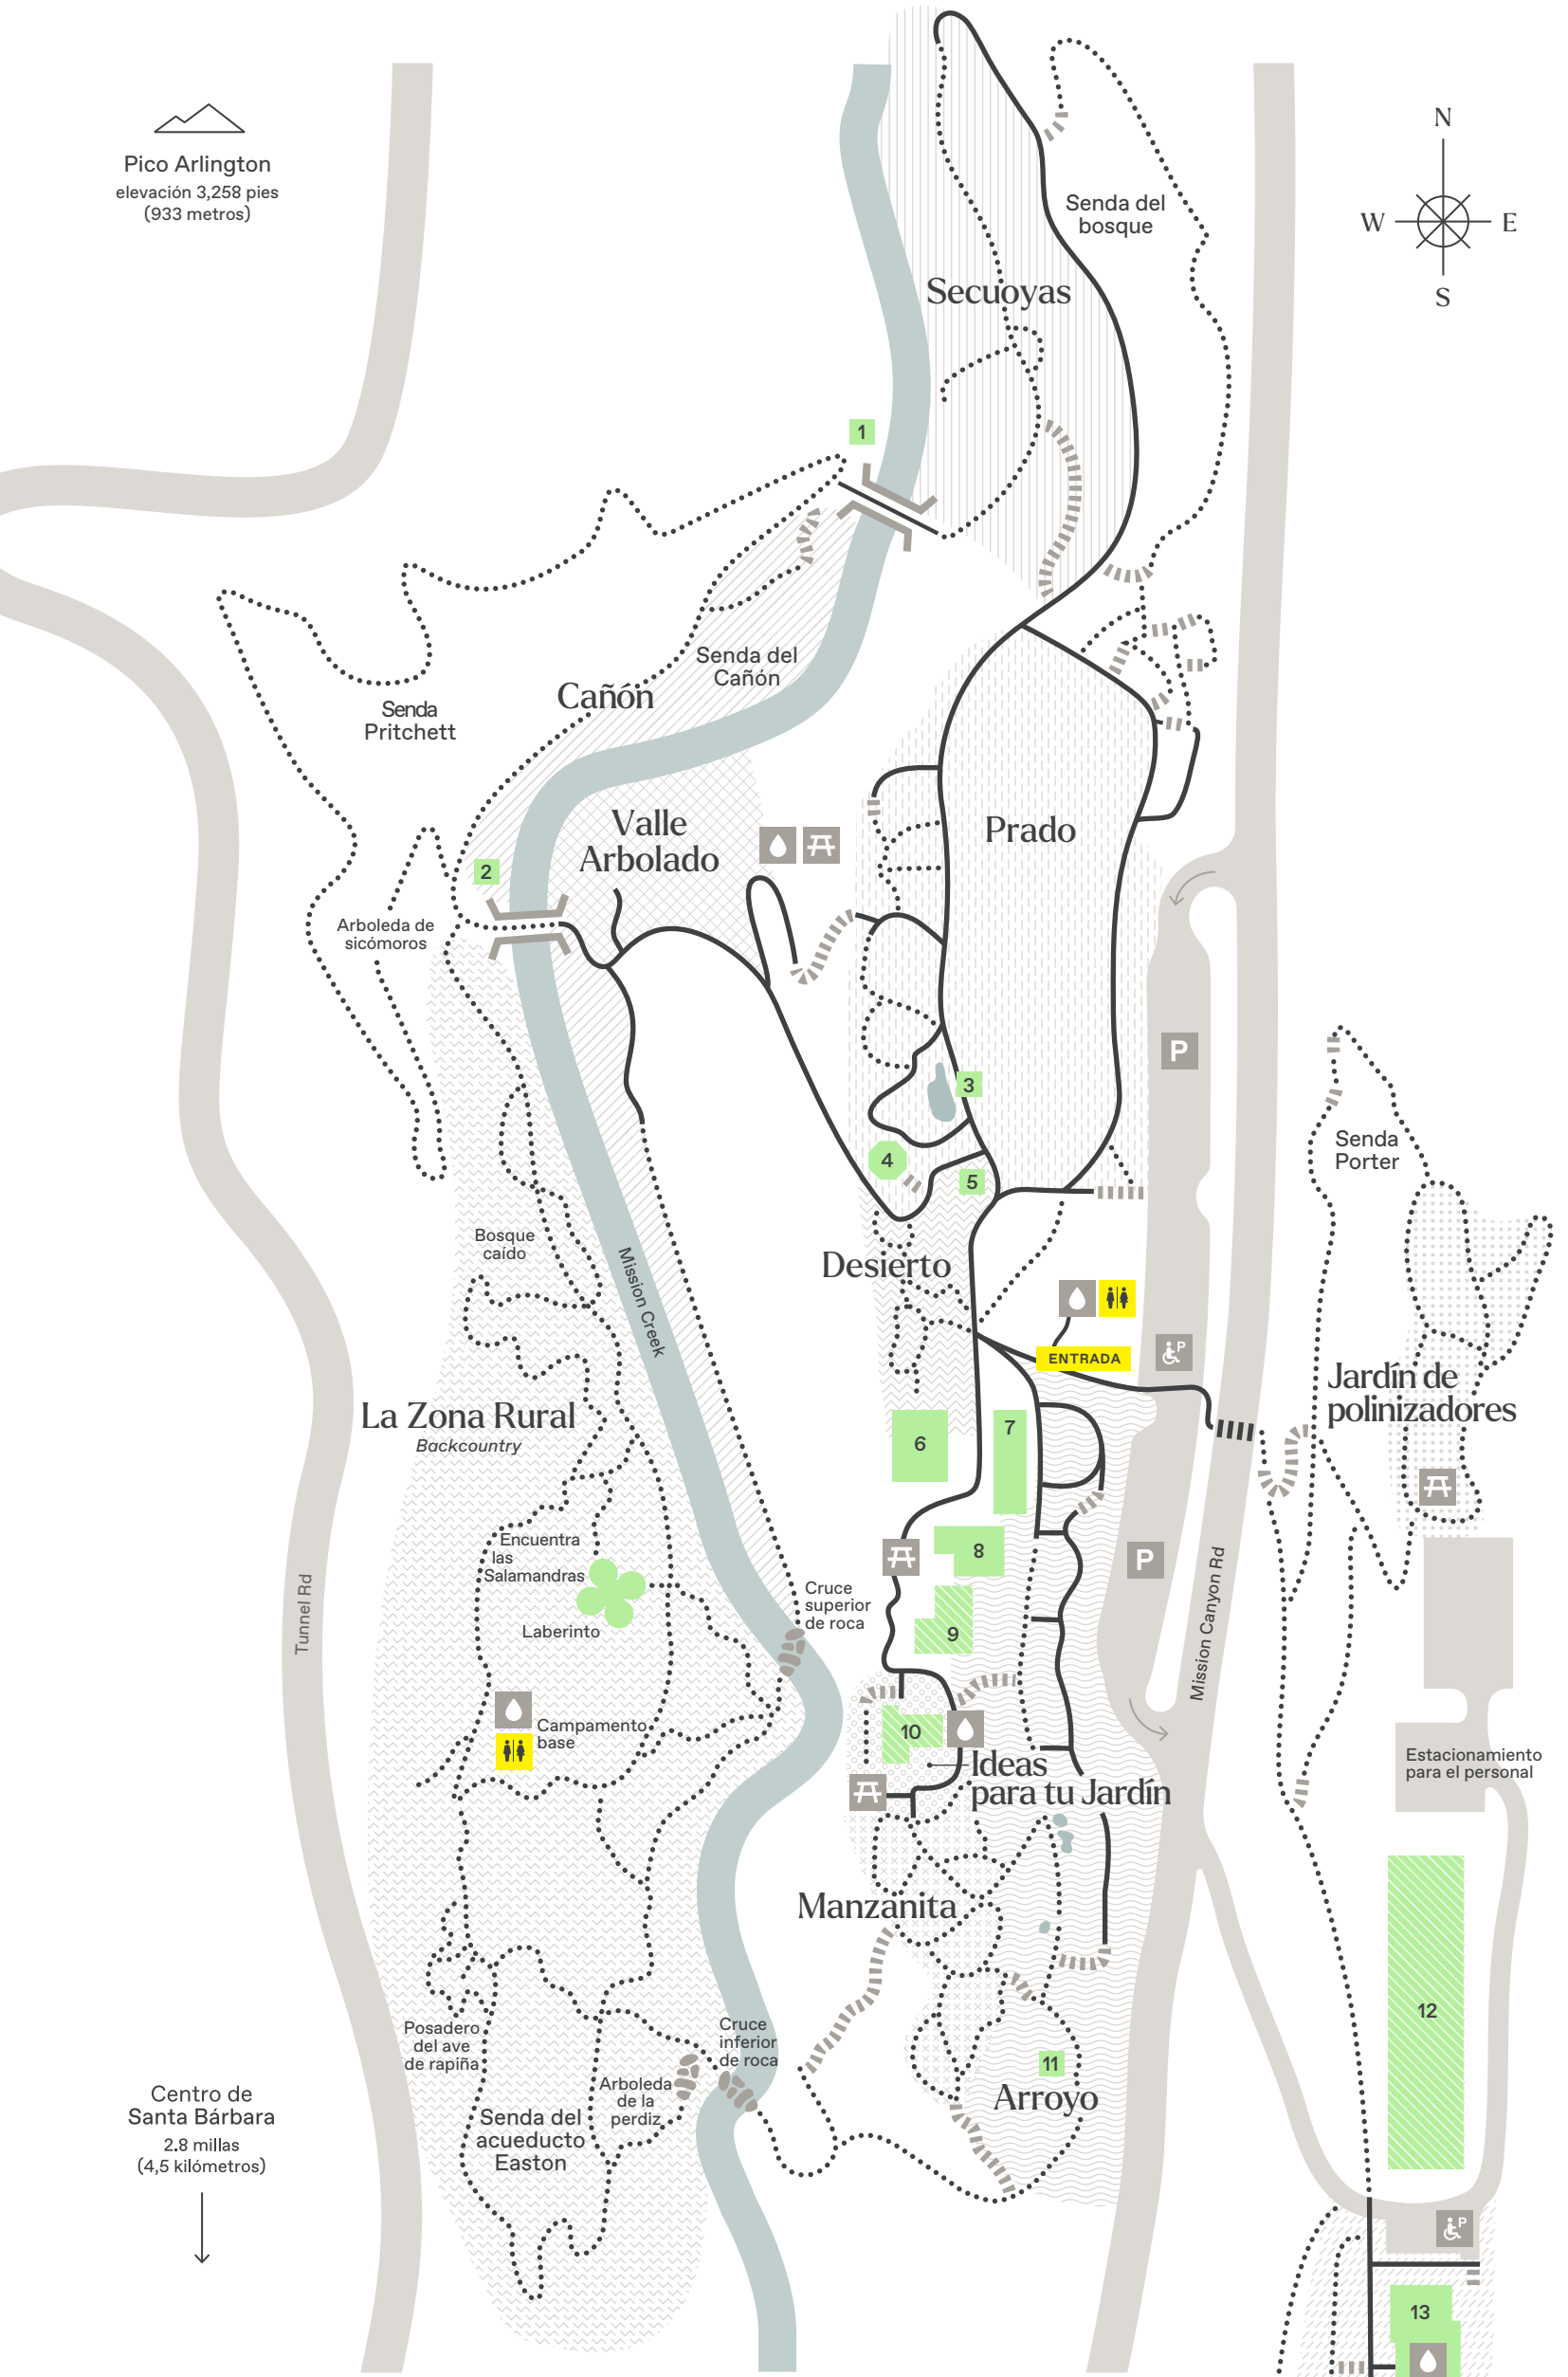 Pico Arlington
elevación 3,258 pies
(933 metros)
N
W
E
S
Senda del
bosque
Secuoyas
1
Senda del
Cañón
Cañón
Senda
Pritchett
Valle
Arbolado
Prado
2
Arboleda de
sicómoros
P
3
Senda
Porter
4
5
Bosque
caído
Mission Creek
Desierto
ENTRADA
P
Jardín de
polinizadores
La Zona Rural
Backcountry
6
7
Encuentra
las
Salamandras
8
P
Laberinto
Cruce
superior
de roca
9
Tunnel Rd
Mission Canyon Rd
Campamento
base
10
Ideas
para tu Jardín
Estacionamiento
para el personal
Manzanita
12
Posadero
del ave
de rapiña
Cruce
inferior
de roca
11
Arboleda
de la
perdiz
Arroyo
Centro de
Santa Bárbara
2.8 millas
(4,5 kilómetros)
Senda del
acueducto
Easton
P
13